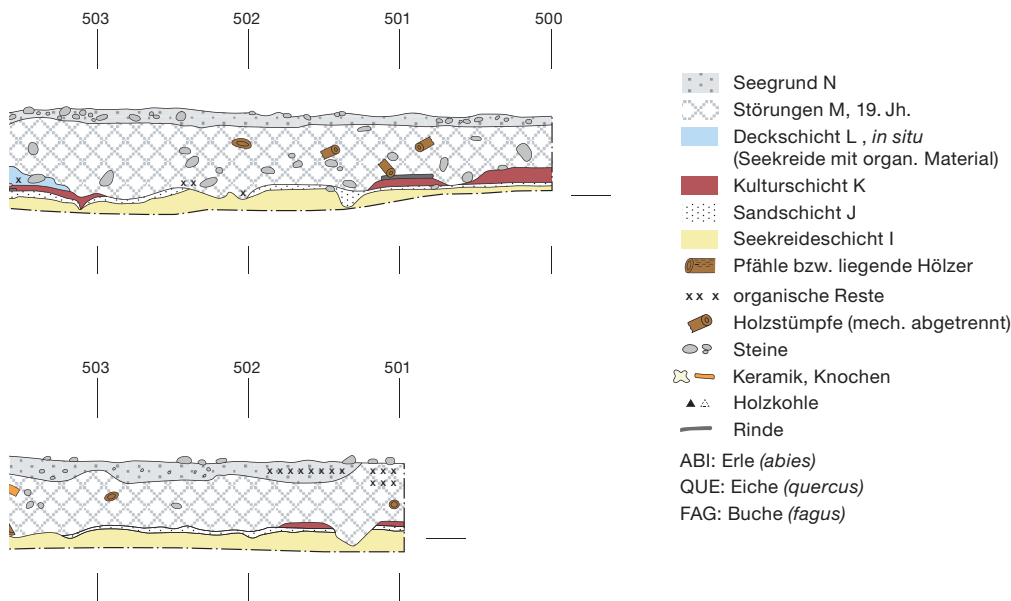 503 502 501 500
x
x x
x
Seegrund N
Störungen M, 19. Jh.
Deckschicht L , in situ
(Seekreide mit organ. Material)
Kulturschicht K
Sandschicht J
Seekreideschicht I
Pfähle bzw. liegende Hölzer
x x x organische Reste
Holzstümpfe (mech. abgetrennt)
Steine
Keramik, Knochen
Holzkohle
Rinde
ABI: Erle (abies)
QUE: Eiche (quercus)
FAG: Buche (fagus)
503 502 501
x x x x x x x x x x x
x x x